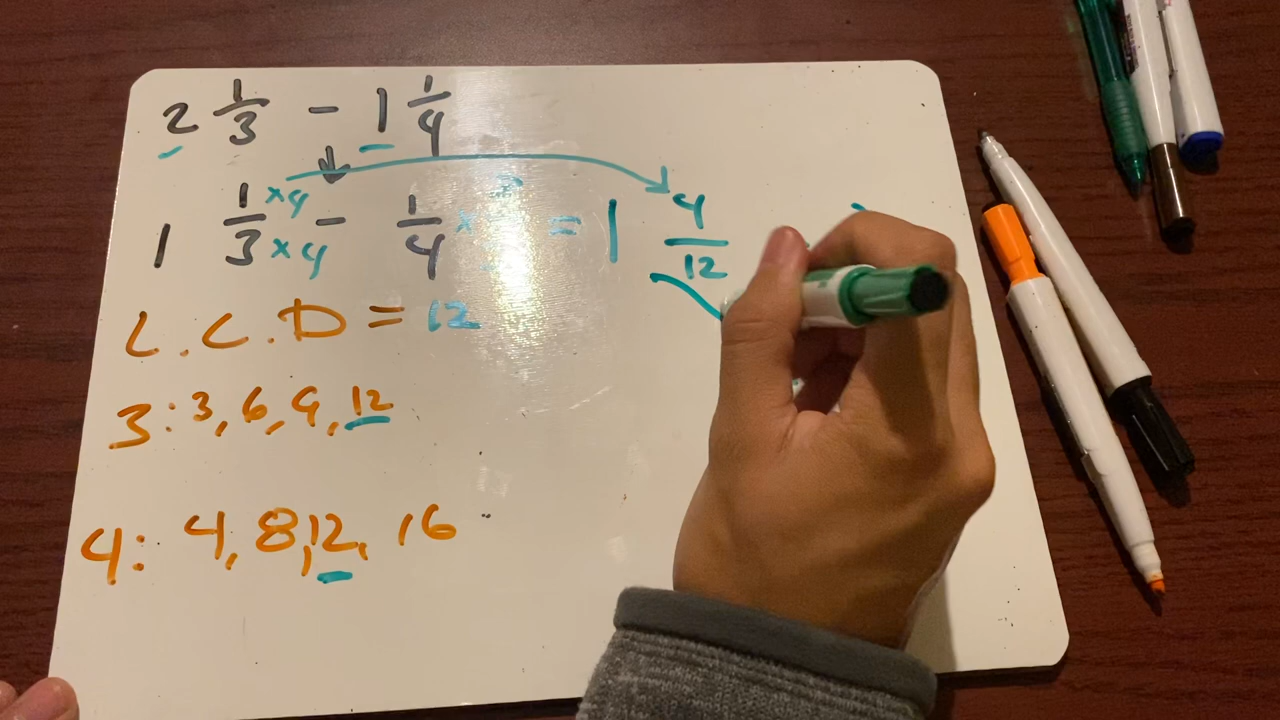 2 1/3 - 1 1/4
1 1/3 ×4 ×4 - 1/4 × = 1 4/12
L.C.D = 12
3: 3, 6, 9, 12
4: 4, 8, 12, 16